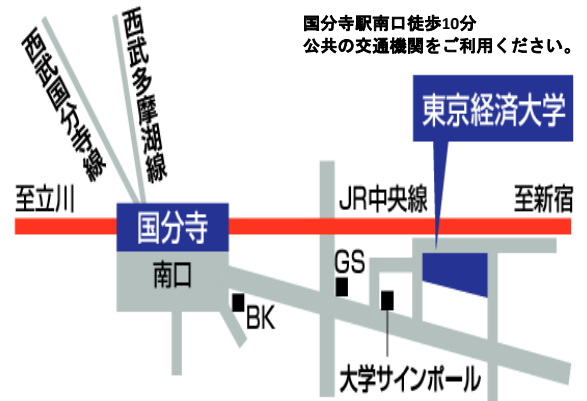 国分寺駅南口徒歩10分
公共の交通機関をご利用ください。
西武国分寺線
西武多摩湖線
東京経済大学
至立川
JR中央線
至新宿
国分寺
南口
GS
BK
大学サインポール